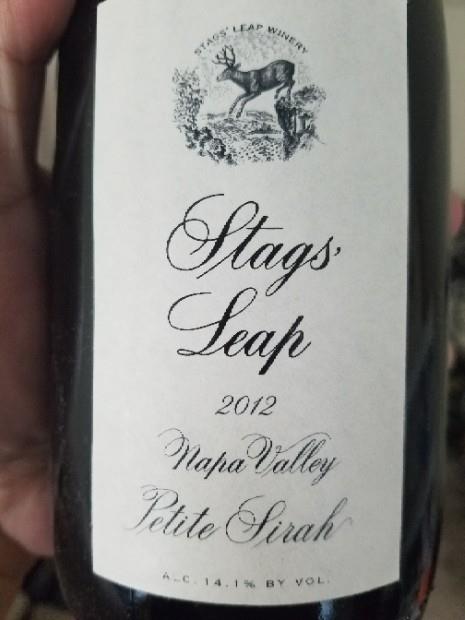 STAGS' LEAP WINERY
Stags'
Leap
2012
Napa Valley
Petite Sirah
ALC. 14.1% BY VOL.